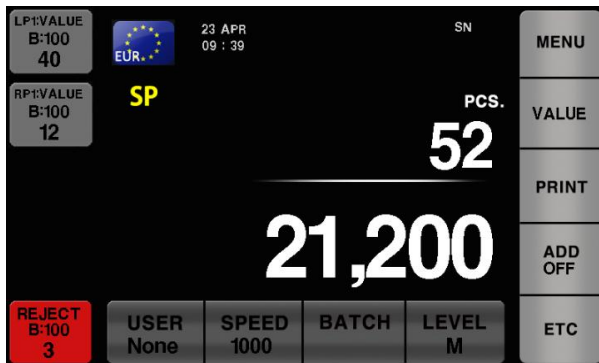 LP1:VALUE
B:100
40
EUR.
23 APR
09 : 39
SN
MENU
RP1:VALUE
B:100
12
SP
PCS.
52
VALUE
PRINT
21,200
ADD
OFF
REJECT
B:100
3
USER
None
SPEED
1000
BATCH
LEVEL
M
ETC